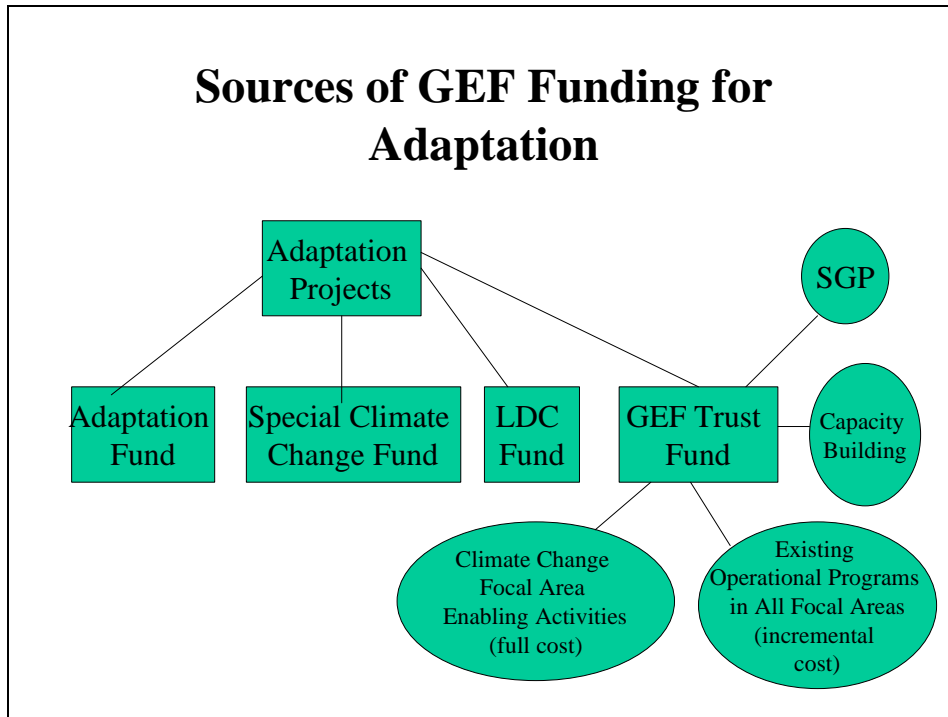 Sources of GEF Funding for
Adaptation
Adaptation
Projects
SGP
Adaptation
Fund
Special Climate
Change Fund
LDC
Fund
GEF Trust
Fund
Capacity
Building
Climate Change
Focal Area
Enabling Activities
(full cost)
Existing
Operational Programs
in All Focal Areas
(incremental
cost)